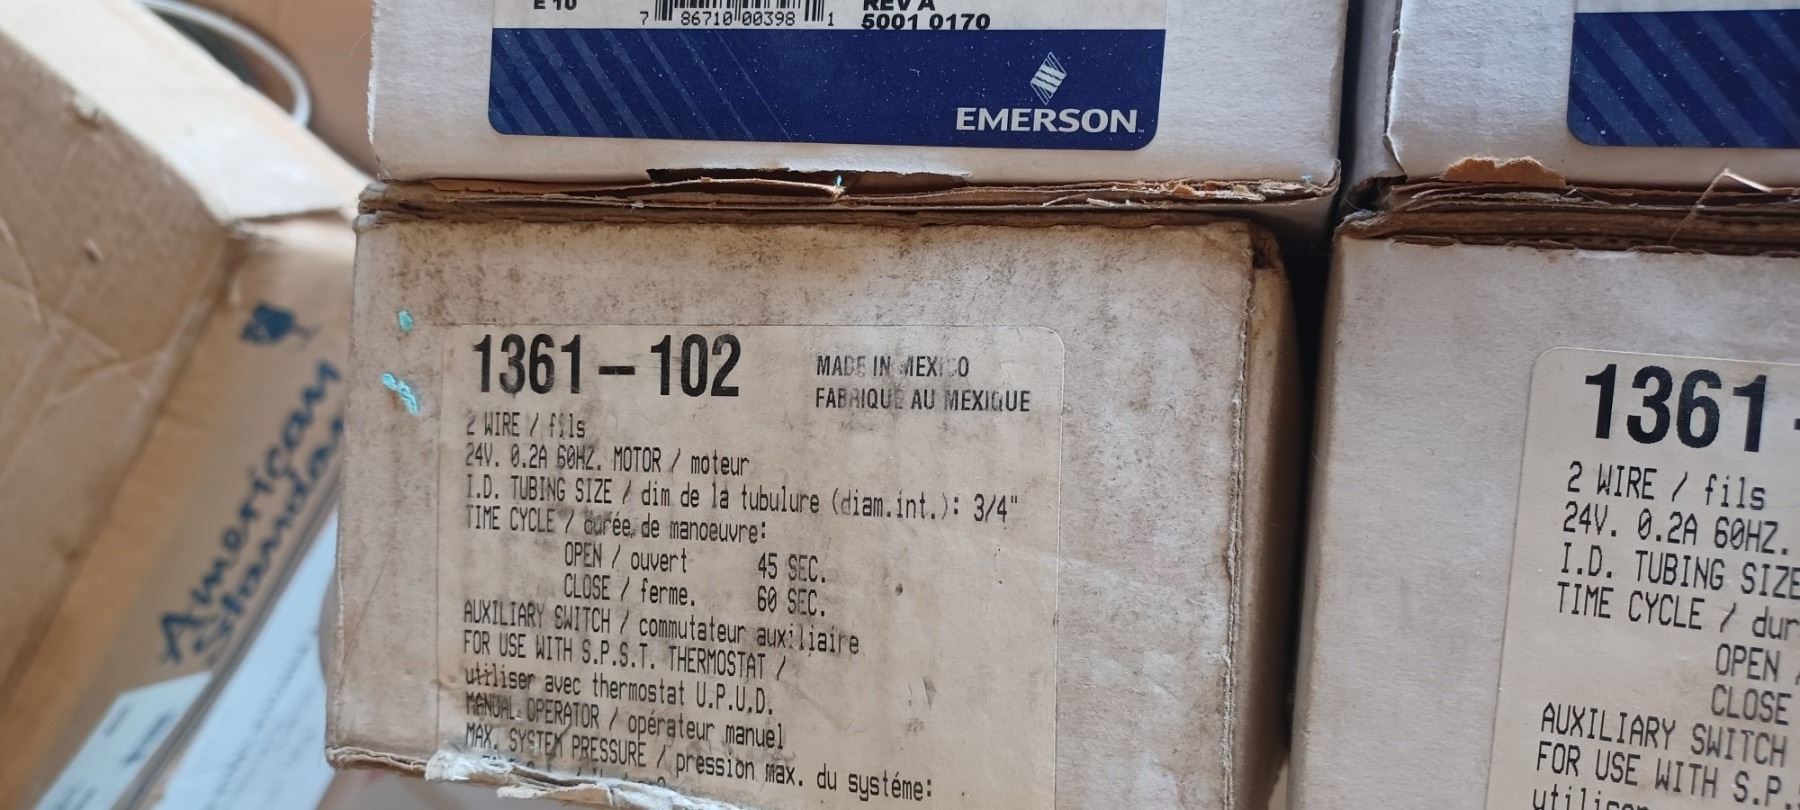 E 10
7 86710 00398 1
REV A
5001 0170
EMERSON
American
Standard
1361-102
MADE IN MEXICO
FABRIQUE AU MEXIQUE
2 WIRE / fils
24V. 0.2A 60HZ. MOTOR / moteur
I.D. TUBING SIZE / dim de la tubulure (diam.int.): 3/4"
TIME CYCLE / durée de manoeuvre:
OPEN / ouvert 45 SEC.
CLOSE / ferme. 60 SEC.
AUXILIARY SWITCH / commutateur auxiliaire
FOR USE WITH S.P.S.T. THERMOSTAT /
utiliser avec thermostat U.P.U.D.
MANUAL OPERATOR / opérateur manuel
MAX. SYSTEM PRESSURE / pression max. du systéme:
1361-
2 WIRE / fils
24V. 0.2A 60HZ.
I.D. TUBING SIZE
TIME CYCLE / dur
OPEN /
CLOSE
AUXILIARY SWITCH
FOR USE WITH S.P.
utiliser